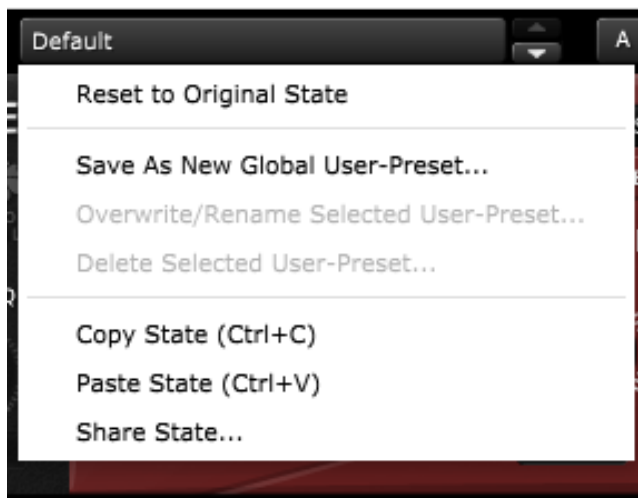 Default
A
Reset to Original State
Save As New Global User-Preset...
Overwrite/Rename Selected User-Preset...
Delete Selected User-Preset...
Copy State (Ctrl+C)
Paste State (Ctrl+V)
Share State...